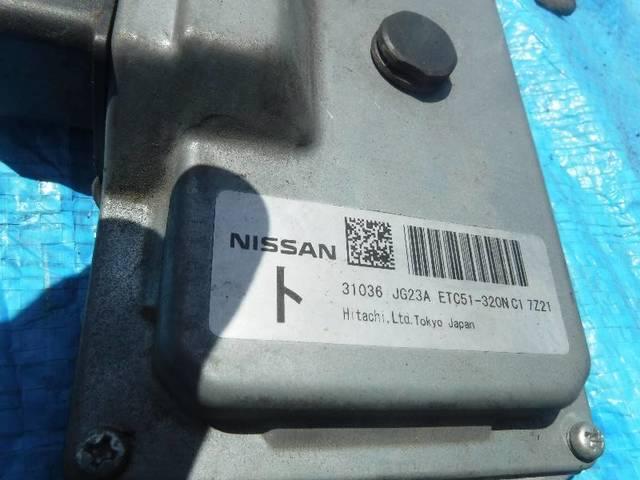 NISSAN
ト
31036 JG23A ETC51-320N C1 7Z21
Hitachi,Ltd.Tokyo Japan